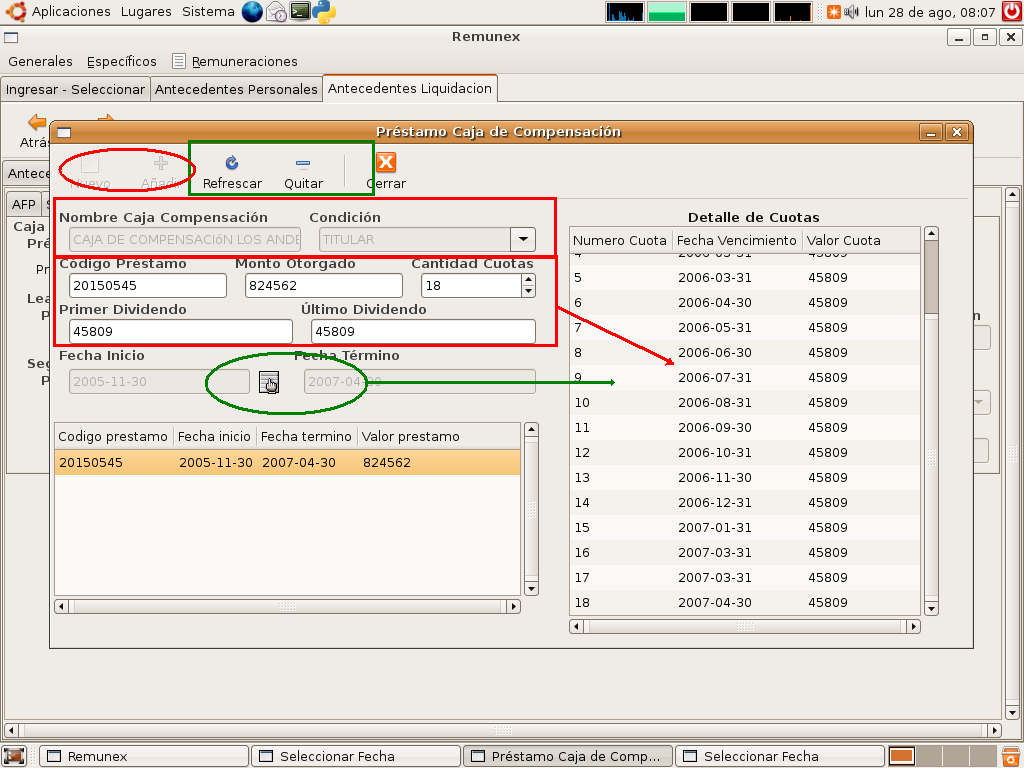 Aplicaciones Lugares Sistema lun 28 de ago, 08:07
Remunex
Generales Específicos Remuneraciones
Ingresar - Seleccionar Antecedentes Personales Antecedentes Liquidacion
Atrás
Préstamo Caja de Compensación
Antece
Nuevo Añadir Refrescar Quitar Cerrar
AFP S
Caja
Pré
Pr
Lea
P
Seg
P
n
Nombre Caja Compensación Condición
CAJA DE COMPENSACIóN LOS ANDE TITULAR
Código Préstamo Monto Otorgado Cantidad Cuotas
20150545 824562 18
Primer Dividendo Último Dividendo
45809 45809
Fecha Inicio Fecha Término
2005-11-30 2007-04-30
Codigo prestamo Fecha inicio Fecha termino Valor prestamo
20150545 2005-11-30 2007-04-30 824562
Detalle de Cuotas
Numero Cuota Fecha Vencimiento Valor Cuota
5 2006-03-31 45809
6 2006-04-30 45809
7 2006-05-31 45809
8 2006-06-30 45809
9 2006-07-31 45809
10 2006-08-31 45809
11 2006-09-30 45809
12 2006-10-31 45809
13 2006-11-30 45809
14 2006-12-31 45809
15 2007-01-31 45809
16 2007-03-31 45809
17 2007-03-31 45809
18 2007-04-30 45809
Remunex Seleccionar Fecha Préstamo Caja de Comp... Seleccionar Fecha